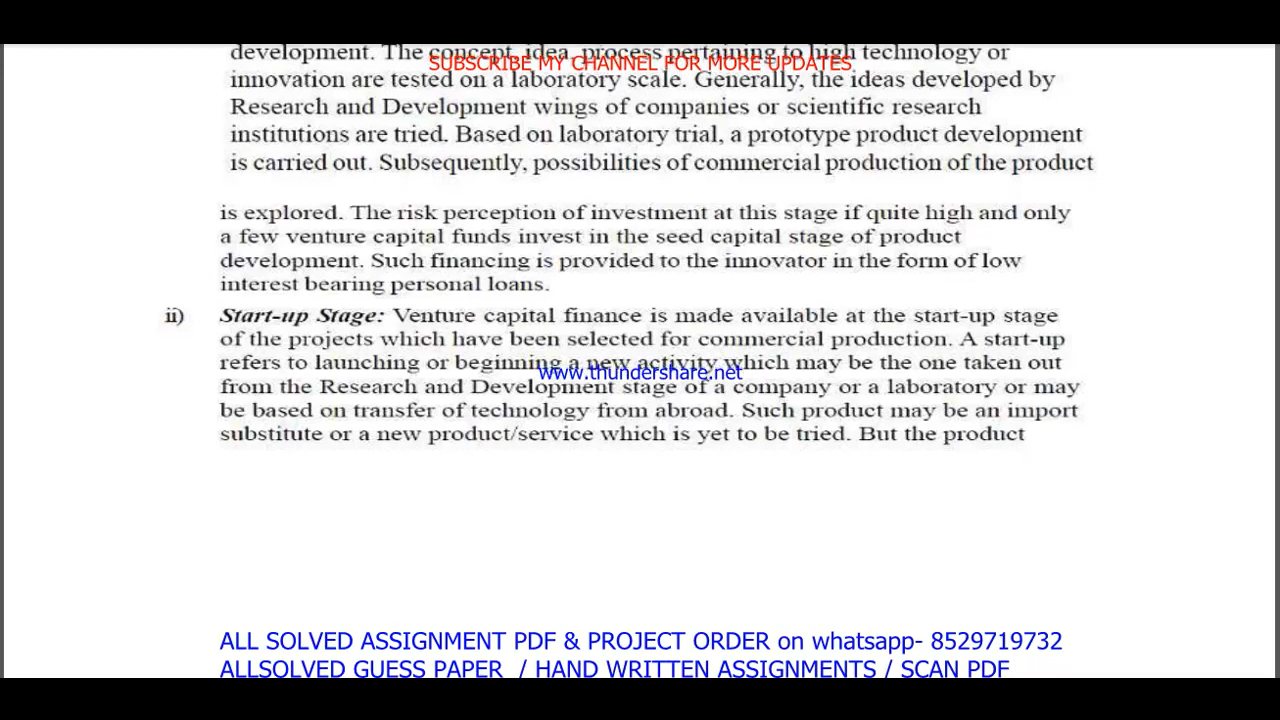 development. The concept, idea, process pertaining to high technology or
SUBSCRIBE MY CHANNEL FOR MORE UPDATES
innovation are tested on a laboratory scale. Generally, the ideas developed by
Research and Development wings of companies or scientific research
institutions are tried. Based on laboratory trial, a prototype product development
is carried out. Subsequently, possibilities of commercial production of the product
is explored. The risk perception of investment at this stage if quite high and only
a few venture capital funds invest in the seed capital stage of product
development. Such financing is provided to the innovator in the form of low
interest bearing personal loans.
ii) Start-up Stage: Venture capital finance is made available at the start-up stage
of the projects which have been selected for commercial production. A start-up
refers to launching or beginning a new activity which may be the one taken out
www.thundershare.net
from the Research and Development stage of a company or a laboratory or may
be based on transfer of technology from abroad. Such product may be an import
substitute or a new product/service which is yet to be tried. But the product
ALL SOLVED ASSIGNMENT PDF & PROJECT ORDER on whatsapp- 8529719732
ALLSOLVED GUESS PAPER / HAND WRITTEN ASSIGNMENTS / SCAN PDF